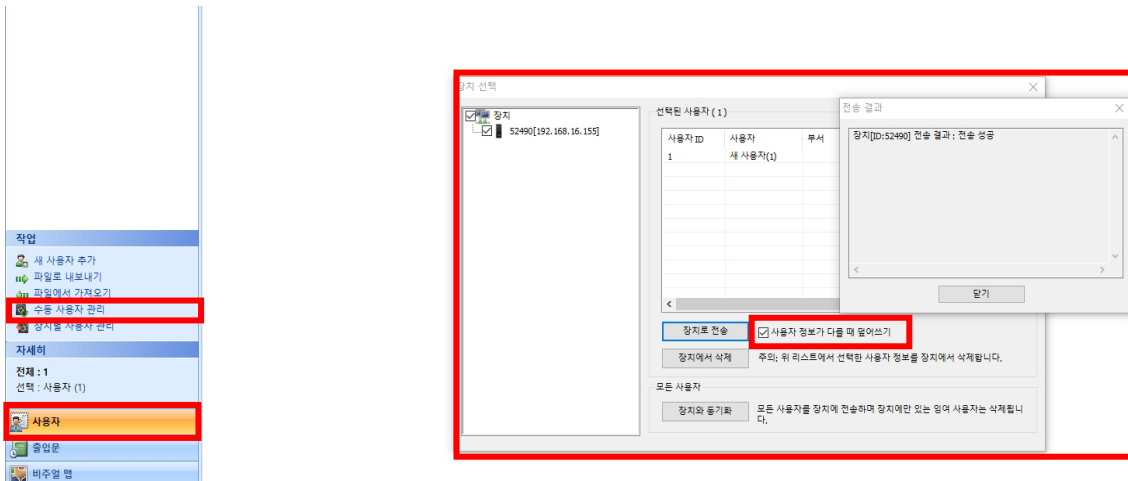 작업
새 사용자 추가
파일로 내보내기
파일에서 가져오기
수동 사용자 관리
장치별 사용자 관리
자세히
전체 : 1
선택 : 사용자 (1)
사용자
출입문
비주얼 맵
장치 선택
장치
52490[192.168.16.155]
선택된 사용자 (1)
사용자 ID 사용자 부서
1 새 사용자(1)
장치로 전송
사용자 정보가 다를 때 덮어쓰기
장치에서 삭제
주의: 위 리스트에서 선택한 사용자 정보를 장치에서 삭제합니다.
모든 사용자
장치와 동기화
모든 사용자를 장치에 전송하며 장치에만 있는 잉여 사용자는 삭제됩니
다.
전송 결과
장치[ID:52490] 전송 결과 : 전송 성공
닫기